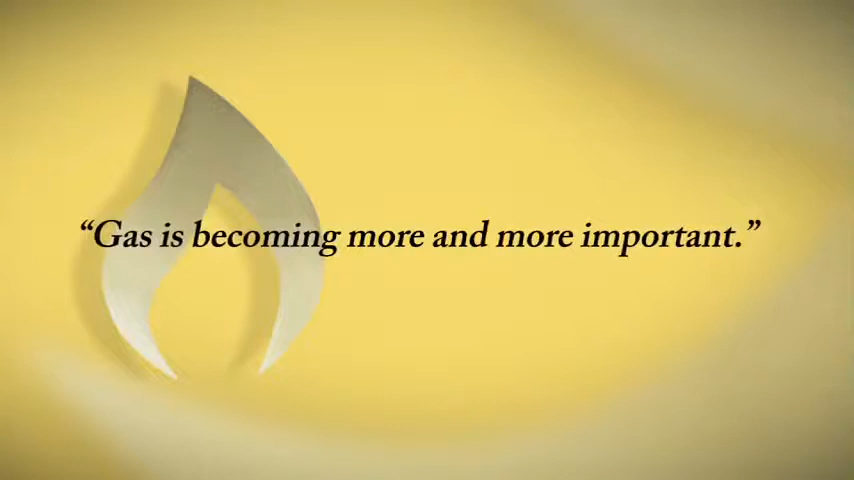 “Gas is becoming more and more important.”